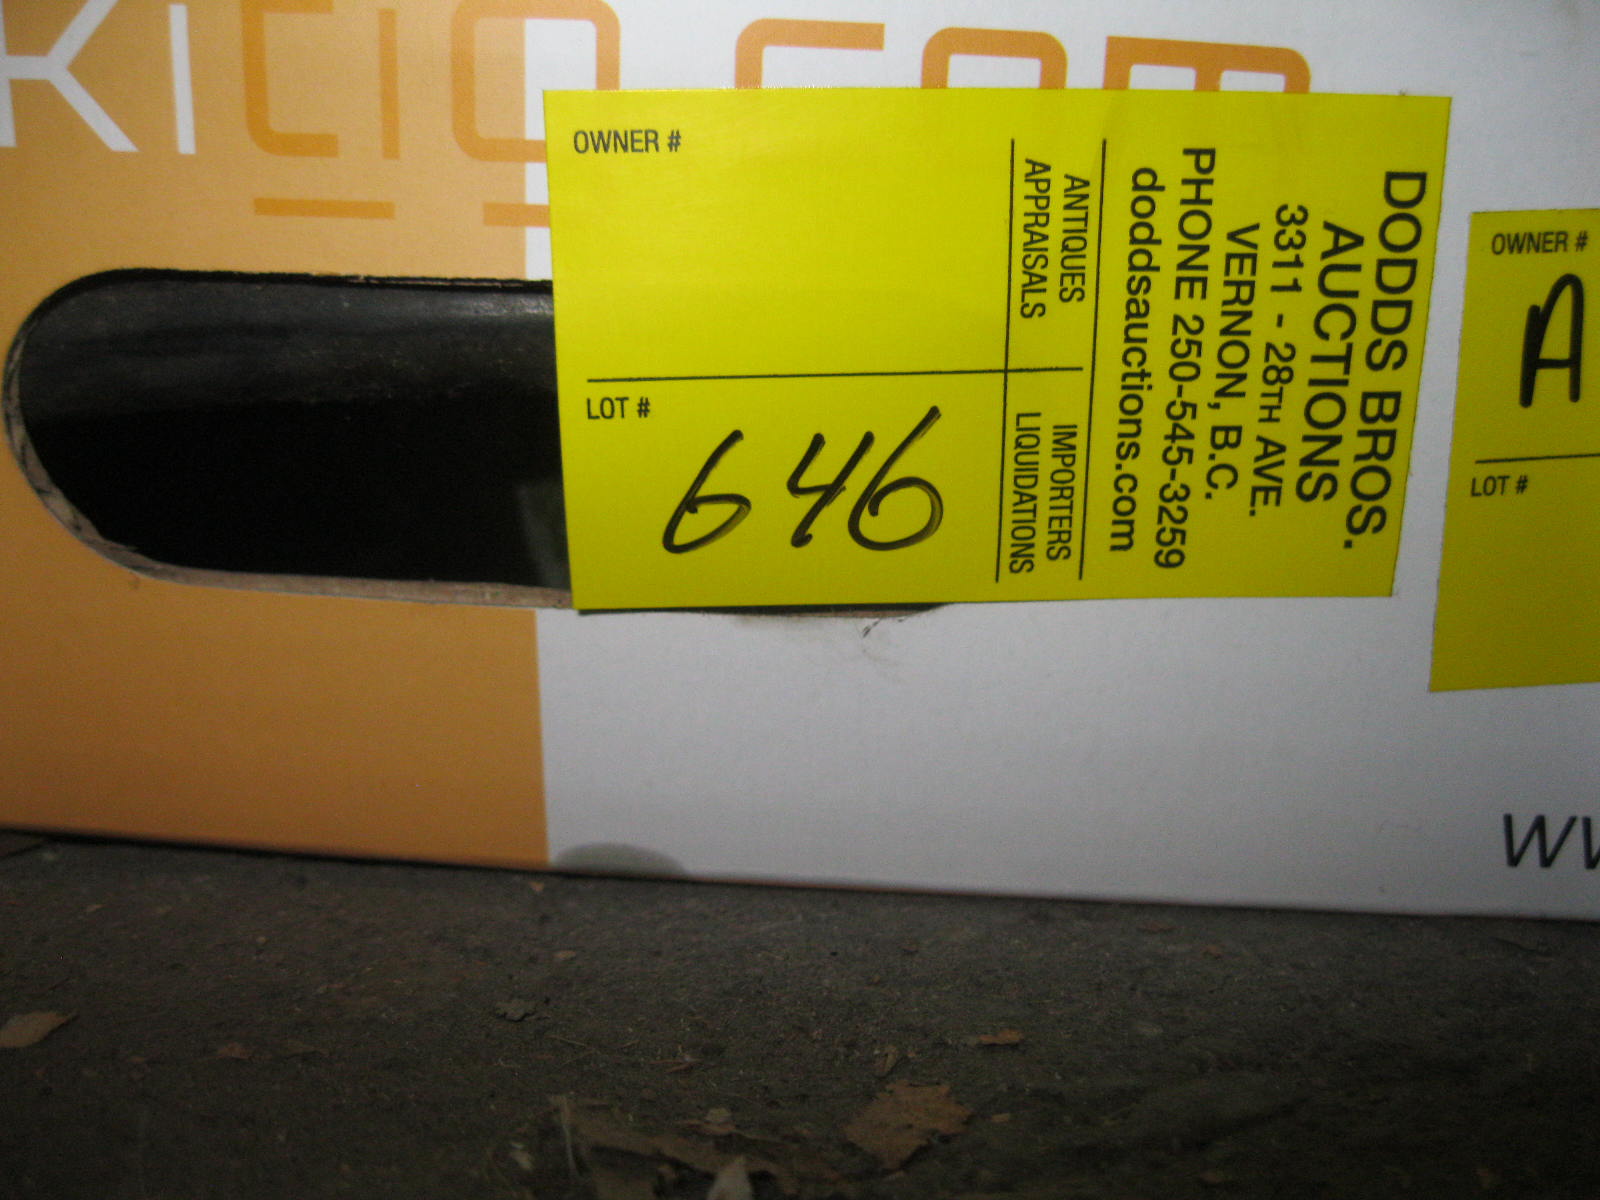 OWNER #
LOT #
646
ANTIQUES
APPRAISALS
IMPORTERS
LIQUIDATIONS
DODDS BROS.
AUCTIONS
3311 - 28TH AVE.
VERNON, B.C.
PHONE 250-545-3259
doddsauctions.com
OWNER #
A
LOT #